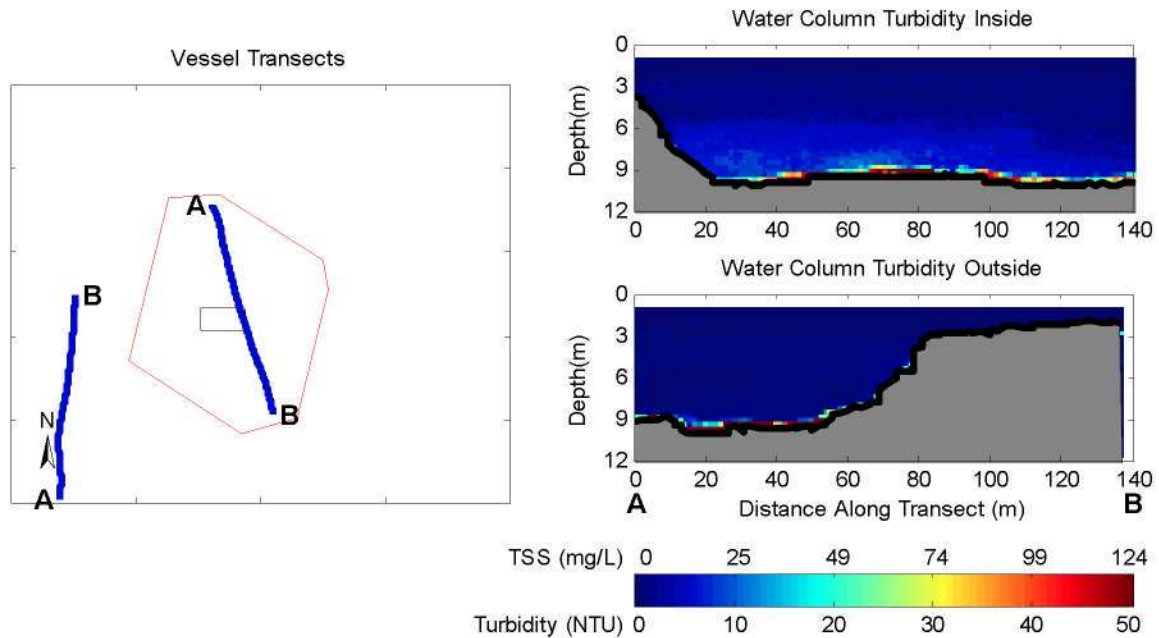 Vessel Transects
A
B
B
N
A
Water Column Turbidity Inside
Depth(m)
0
3
6
9
12
0 20 40 60 80 100 120 140
Water Column Turbidity Outside
Depth(m)
0
3
6
9
12
0 20 40 60 80 100 120 140
A Distance Along Transect (m) B
TSS (mg/L) 0 25 49 74 99 124
Turbidity (NTU) 0 10 20 30 40 50